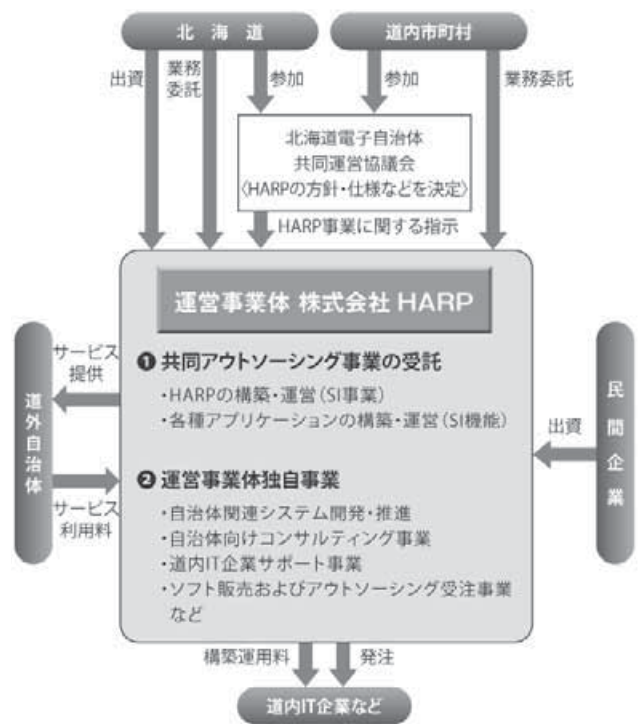 北海道
道内市町村
出資
業務
委託
参加
参加
業務委託
北海道電子自治体
共同運営協議会
〈HARPの方針・仕様などを決定〉
HARP事業に関する指示
運営事業体 株式会社 HARP
❶ 共同アウトソーシング事業の受託
・HARPの構築・運営（SI事業）
・各種アプリケーションの構築・運営（SI機能）
❷ 運営事業体独自事業
・自治体関連システム開発・推進
・自治体向けコンサルティング事業
・道内IT企業サポート事業
・ソフト販売およびアウトソーシング受注事業
など
サービス
提供
道外自治体
サービス
利用料
出資
民間企業
構築運用料
発注
道内IT企業など